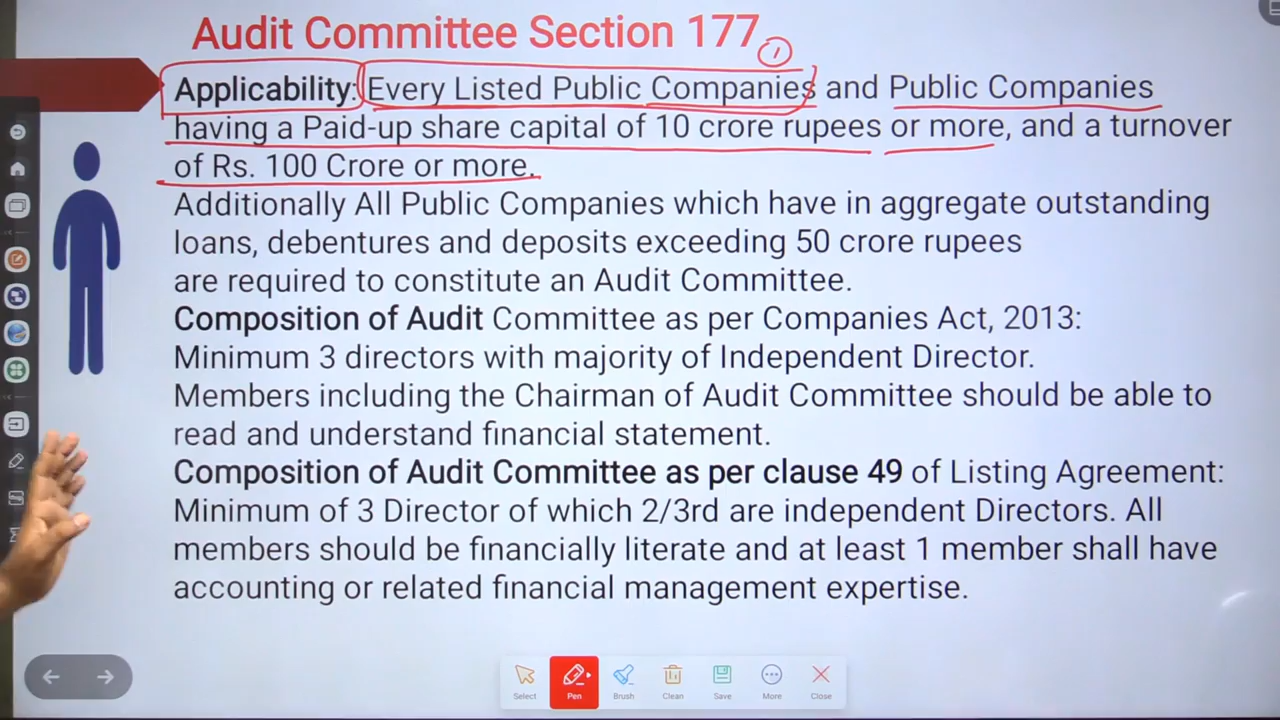 Audit Committee Section 177
1
Applicability: Every Listed Public Companies and Public Companies
having a Paid-up share capital of 10 crore rupees or more, and a turnover
of Rs. 100 Crore or more.
Additionally All Public Companies which have in aggregate outstanding
loans, debentures and deposits exceeding 50 crore rupees
are required to constitute an Audit Committee.
Composition of Audit Committee as per Companies Act, 2013:
Minimum 3 directors with majority of Independent Director.
Members including the Chairman of Audit Committee should be able to
read and understand financial statement.
Composition of Audit Committee as per clause 49 of Listing Agreement:
Minimum of 3 Director of which 2/3rd are independent Directors. All
members should be financially literate and at least 1 member shall have
accounting or related financial management expertise.
Select Pen Brush Clean Save More Close